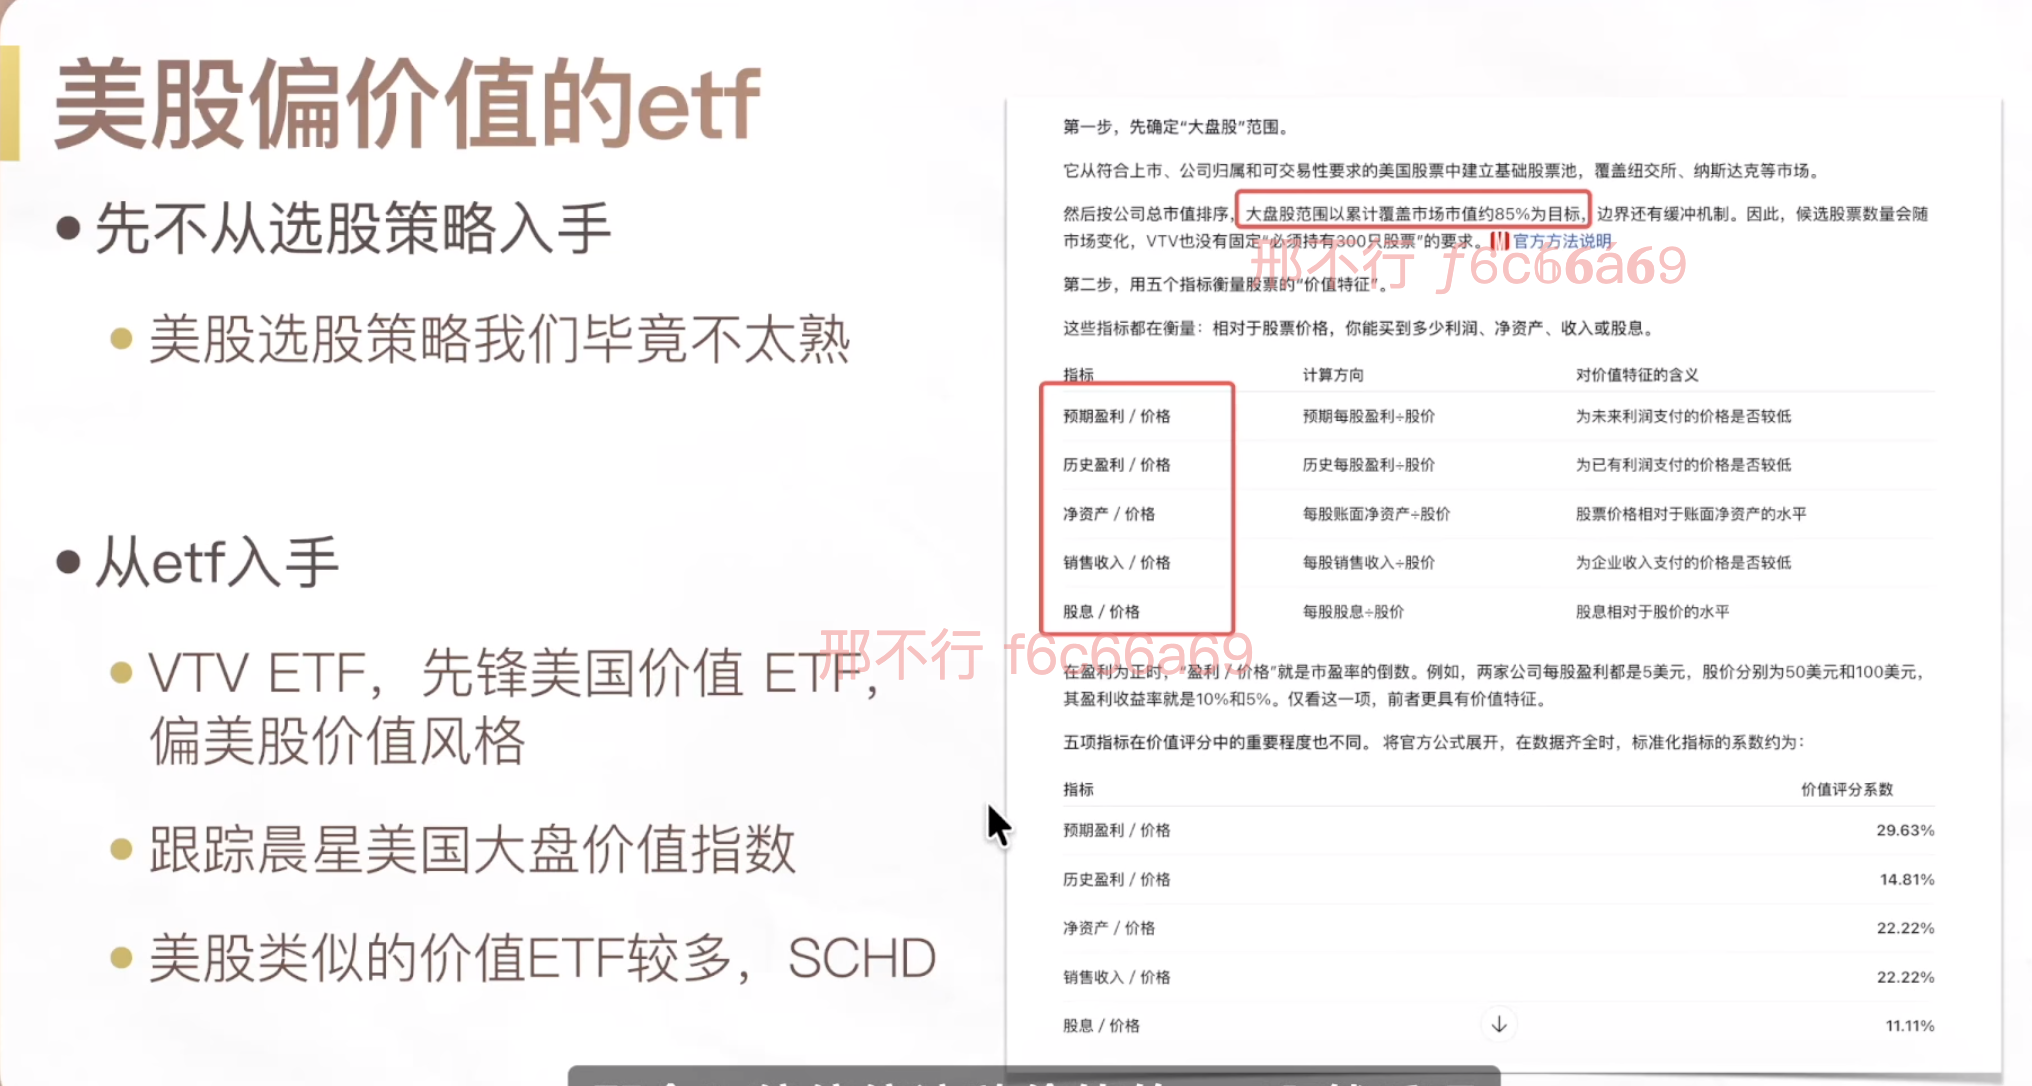 美股偏价值的etf
先不从选股策略入手
美股选股策略我们毕竟不太熟
从etf入手
VTV ETF，先锋美国价值 ETF，
偏美股价值风格
跟踪晨星美国大盘价值指数
美股类似的价值ETF较多，SCHD
第一步，先确定“大盘股”范围。
它从符合上市、公司归属和可交易性要求的美国股票中建立基础股票池，覆盖纽交所、纳斯达克等市场。
然后按公司总市值排序，大盘股范围以累计覆盖市场市值约85%为目标，边界还有缓冲机制。因此，候选股票数量会随
市场变化，VTV也没有固定“必须持有300只股票”的要求。官方方法说明
邢不行 f6c66a69
第二步，用五个指标衡量股票的“价值特征”。
这些指标都在衡量：相对于股票价格，你能买到多少利润、净资产、收入或股息。
指标 计算方向 对价值特征的含义
预期盈利 / 价格 预期每股盈利÷股价 为未来利润支付的价格是否较低
历史盈利 / 价格 历史每股盈利÷股价 为已有利润支付的价格是否较低
净资产 / 价格 每股账面净资产÷股价 股票价格相对于账面净资产的水平
销售收入 / 价格 每股销售收入÷股价 为企业收入支付的价格是否较低
股息 / 价格 每股股息÷股价 股息相对于股价的水平
邢不行 f6c66a69
在盈利为正时，“盈利 / 价格”就是市盈率的倒数。例如，两家公司每股盈利都是5美元，股价分别为50美元和100美元，
其盈利收益率就是10%和5%。仅看这一项，前者更具有价值特征。
五项指标在价值评分中的重要程度也不同。 将官方公式展开，在数据齐全时，标准化指标的系数约为：
指标 价值评分系数
预期盈利 / 价格 29.63%
历史盈利 / 价格 14.81%
净资产 / 价格 22.22%
销售收入 / 价格 22.22%
股息 / 价格 11.11%